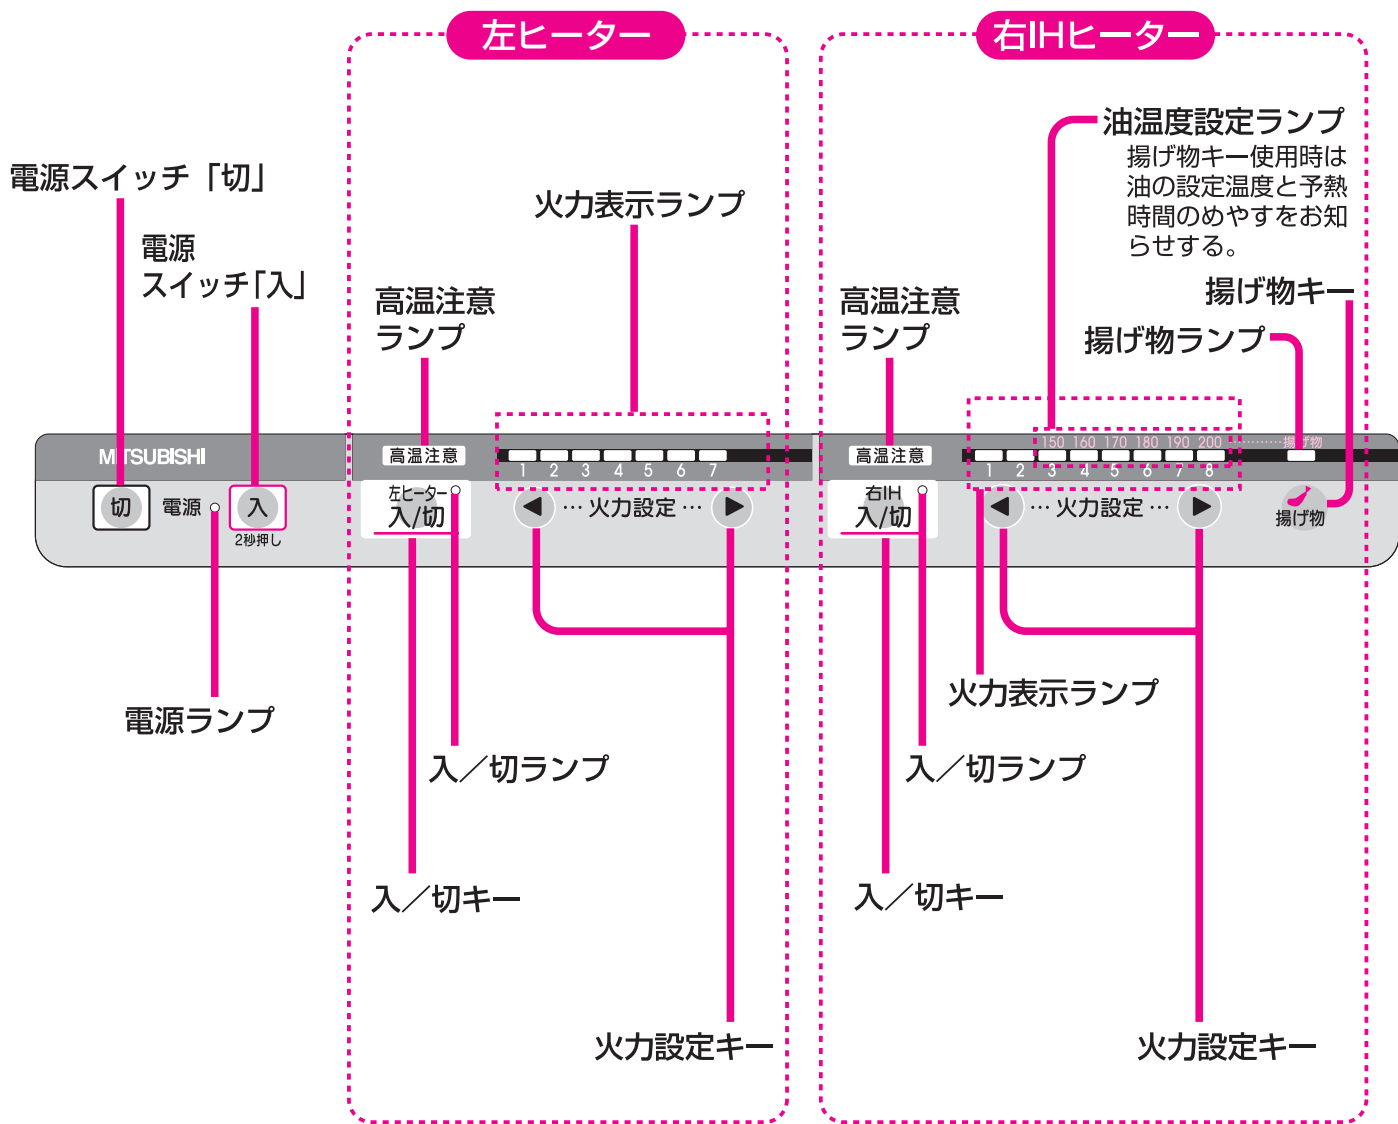 左ヒーター
右IHヒーター
電源スイッチ「切」
電源
スイッチ「入」
高温注意
ランプ
火力表示ランプ
高温注意
ランプ
油温度設定ランプ
揚げ物キー使用時は
油の設定温度と予熱
時間のめやすをお知
らせする。
揚げ物キー
揚げ物ランプ
MITSUBISHI
高温注意
1 2 3 4 5 6 7
高温注意
150 160 170 180 190 200 ············揚げ物
1 2 3 4 5 6 7 8
切 電源 入
2秒押し
左ヒーター
入/切
◀ … 火力設定 … ▶
右IH
入/切
◀ … 火力設定 … ▶
揚げ物
電源ランプ
入／切ランプ
入／切キー
火力設定キー
火力表示ランプ
入／切ランプ
入／切キー
火力設定キー